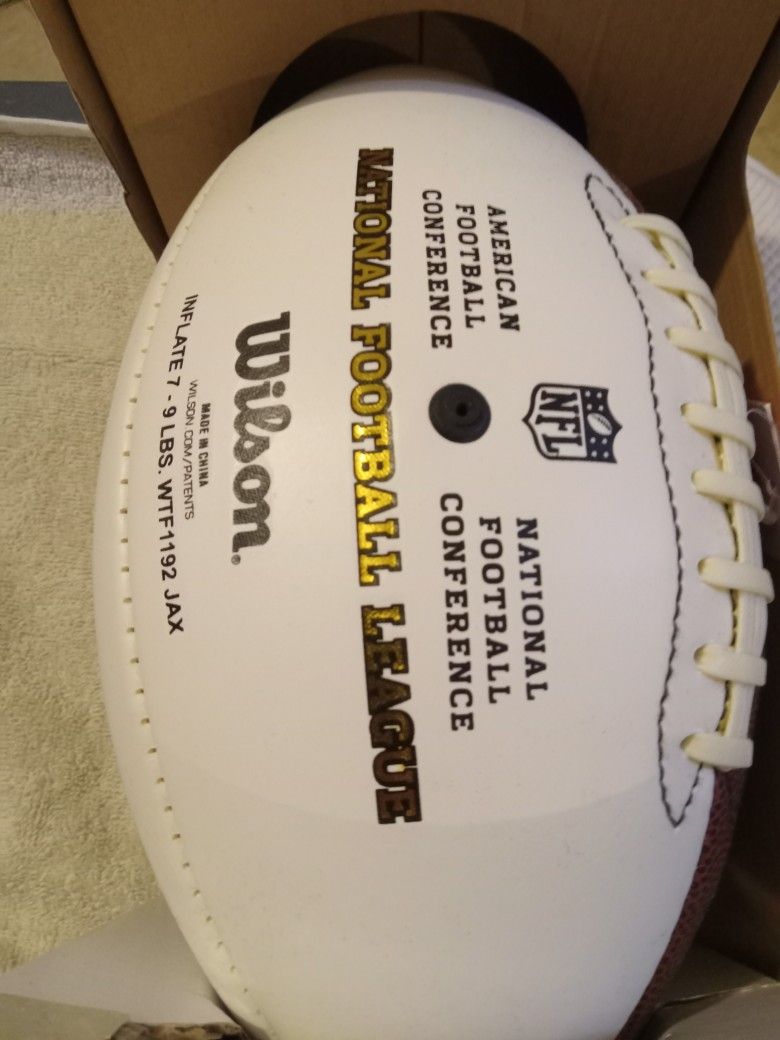 NFL
AMERICAN
FOOTBALL
CONFERENCE
NATIONAL
FOOTBALL
CONFERENCE
NATIONAL FOOTBALL LEAGUE
Wilson®
MADE IN CHINA
WILSON.COM/PATENTS
INFLATE 7 - 9 LBS. WTF1192 JAX